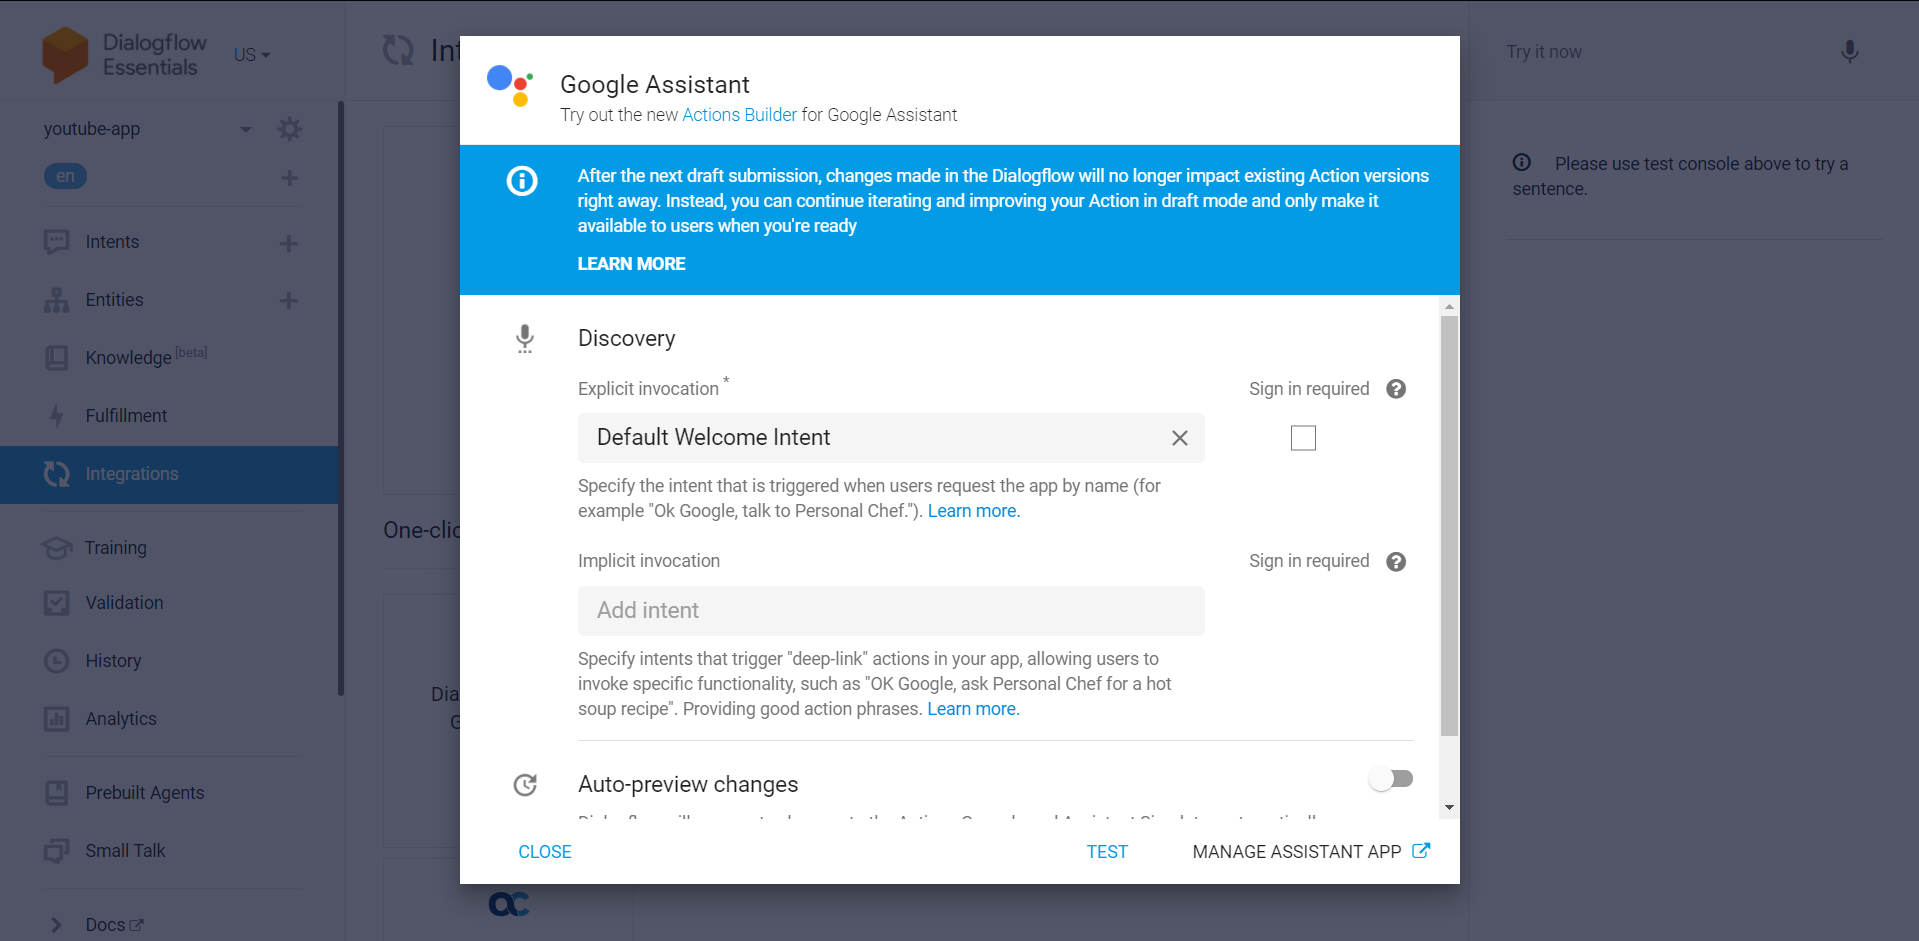 Dialogflow
Essentials
US
youtube-app
en
Intents
Entities
Knowledge [beta]
Fulfillment
Integrations
Training
Validation
History
Analytics
Prebuilt Agents
Small Talk
Docs
Int
One-clic
Dia
G
Google Assistant
Try out the new Actions Builder for Google Assistant
After the next draft submission, changes made in the Dialogflow will no longer impact existing Action versions
right away. Instead, you can continue iterating and improving your Action in draft mode and only make it
available to users when you're ready
LEARN MORE
Discovery
Explicit invocation *
Sign in required
Default Welcome Intent
Specify the intent that is triggered when users request the app by name (for
example "Ok Google, talk to Personal Chef."). Learn more.
Implicit invocation
Sign in required
Add intent
Specify intents that trigger "deep-link" actions in your app, allowing users to
invoke specific functionality, such as "OK Google, ask Personal Chef for a hot
soup recipe". Providing good action phrases. Learn more.
Auto-preview changes
CLOSE
TEST
MANAGE ASSISTANT APP
Try it now
Please use test console above to try a
sentence.